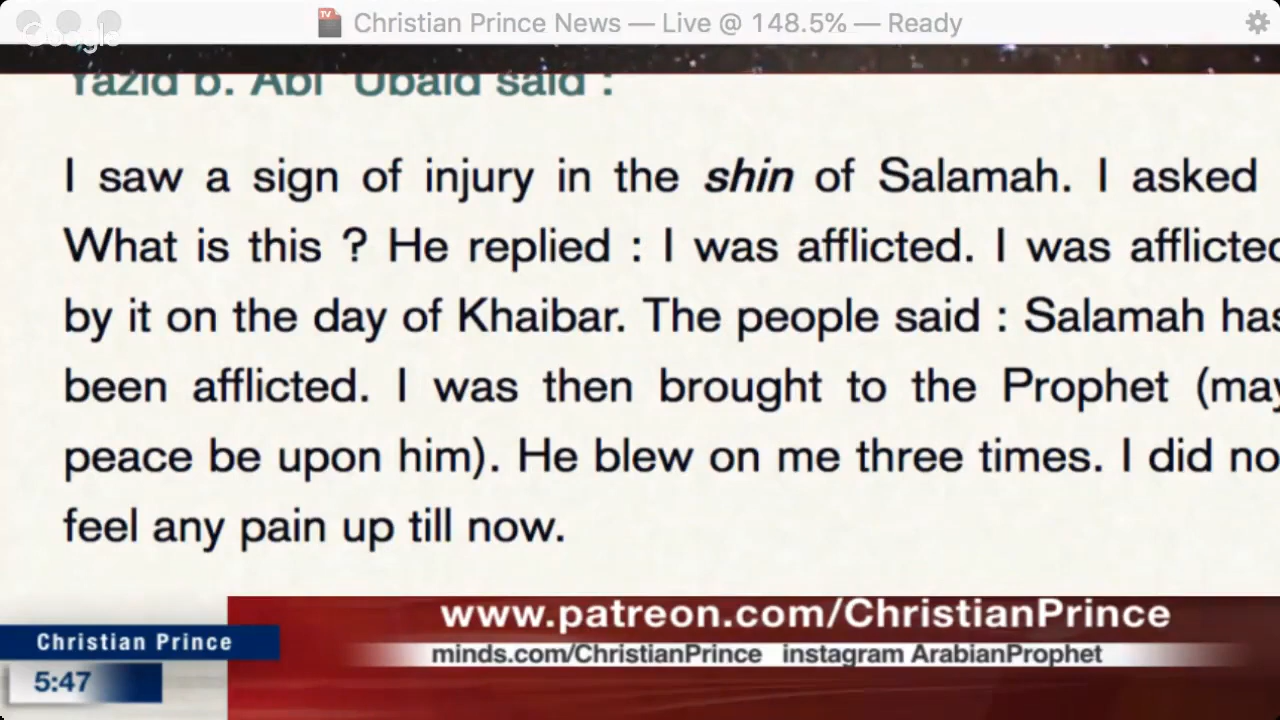 Christian Prince News — Live @ 148.5% — Ready
Google
Yazid b. Abi 'Ubaid said :
I saw a sign of injury in the shin of Salamah. I asked
What is this ? He replied : I was afflicted. I was afflicted
by it on the day of Khaibar. The people said : Salamah has
been afflicted. I was then brought to the Prophet (may
peace be upon him). He blew on me three times. I did no
feel any pain up till now.
www.patreon.com/ChristianPrince
Christian Prince
minds.com/ChristianPrince instagram ArabianProphet
5:47